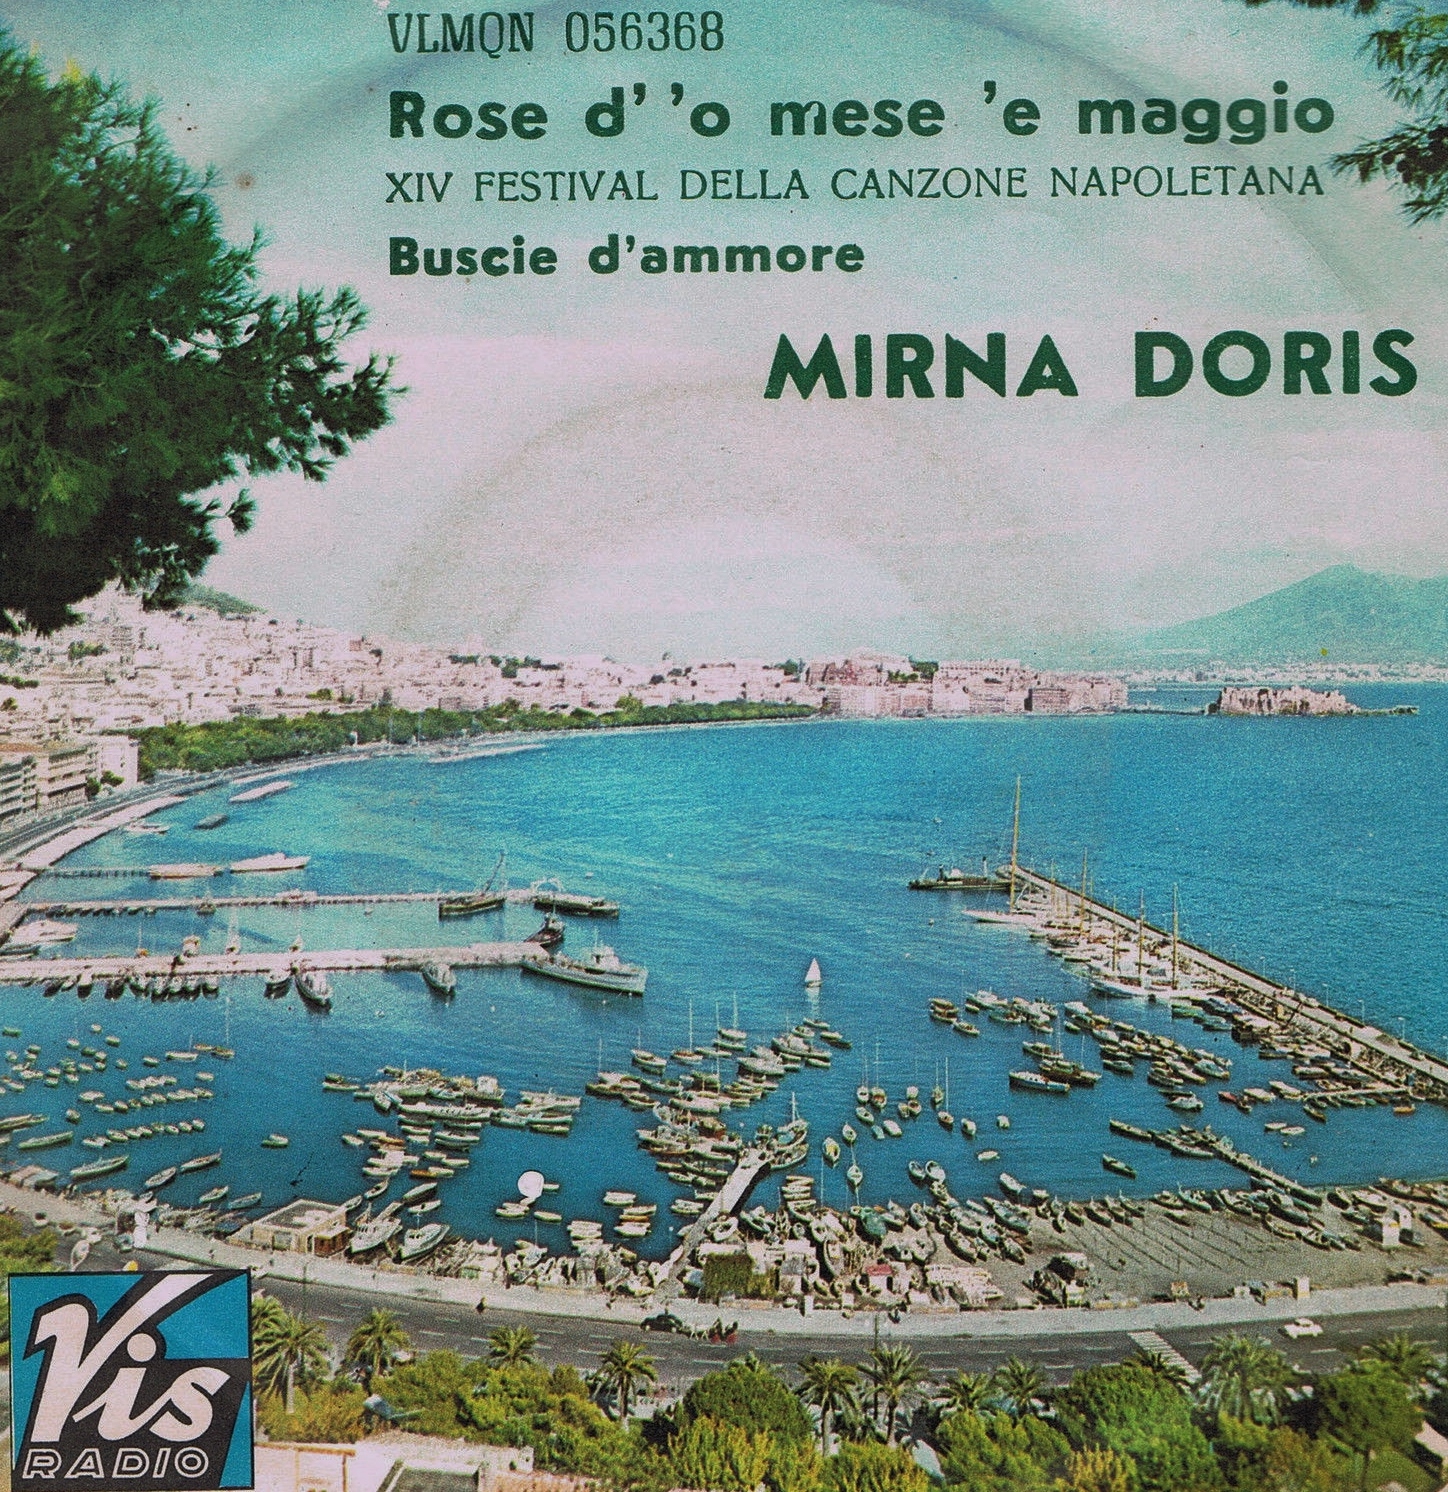 VLMQN 056368
Rose d' 'o mese 'e maggio
XIV FESTIVAL DELLA CANZONE NAPOLETANA
Buscie d'ammore
MIRNA DORIS
Vis
RADIO